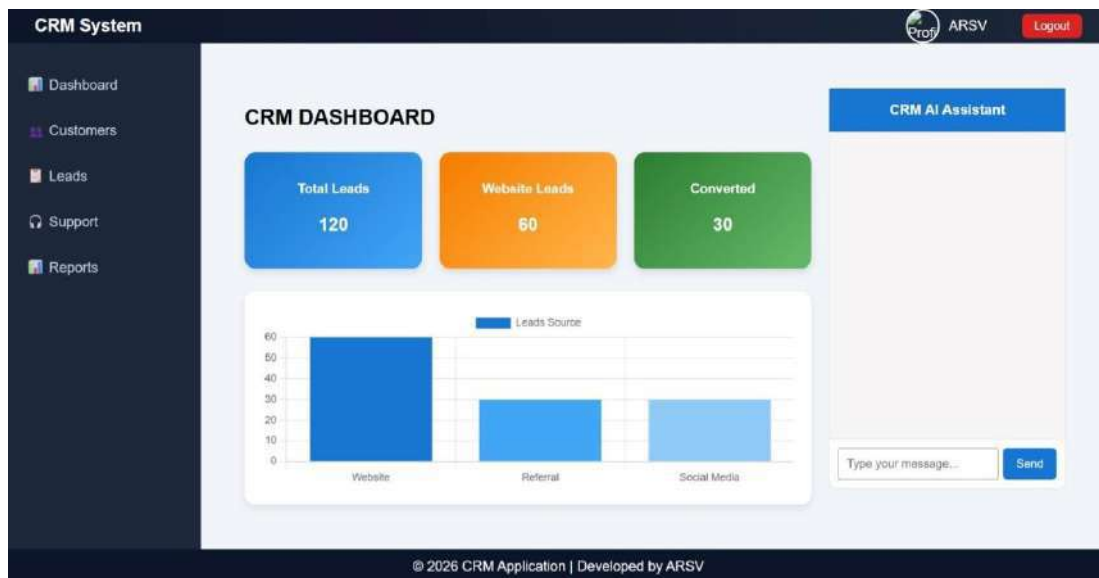 CRM System
Profi
ARSV
Logout
Dashboard
Customers
Leads
Support
Reports
CRM DASHBOARD
Total Leads
120
Website Leads
60
Converted
30
Leads Source
60
50
40
30
20
10
0
Website
Referral
Social Media
CRM AI Assistant
Type your message...
Send
© 2026 CRM Application | Developed by ARSV